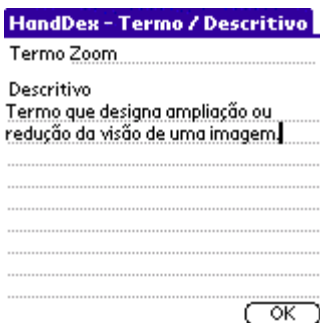 HandDex - Termo / Descritivo
Termo Zoom
Descritivo
Termo que designa ampliação ou
redução da visão de uma imagem.
OK